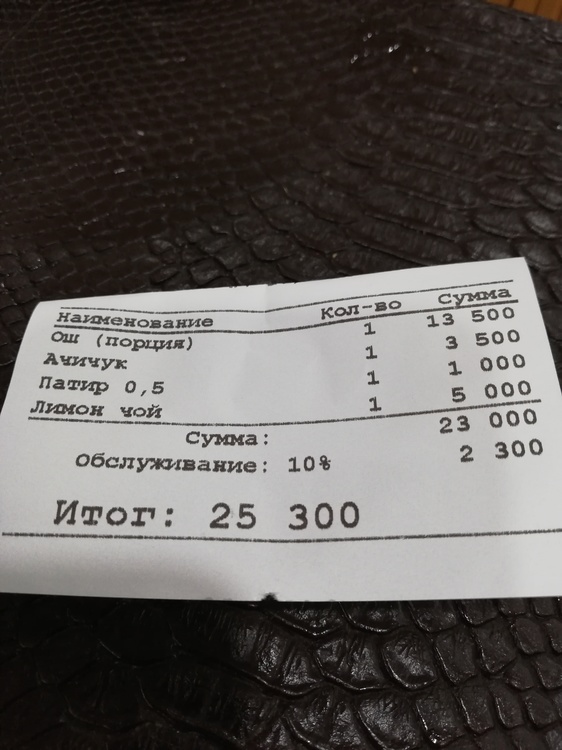 Наименование Кол-во Сумма
Ош (порция) 1 13 500
Ачичук 1 3 500
Патир 0,5 1 1 000
Лимон чой 1 5 000
Сумма: 23 000
Обслуживание: 10% 2 300
Итог: 25 300